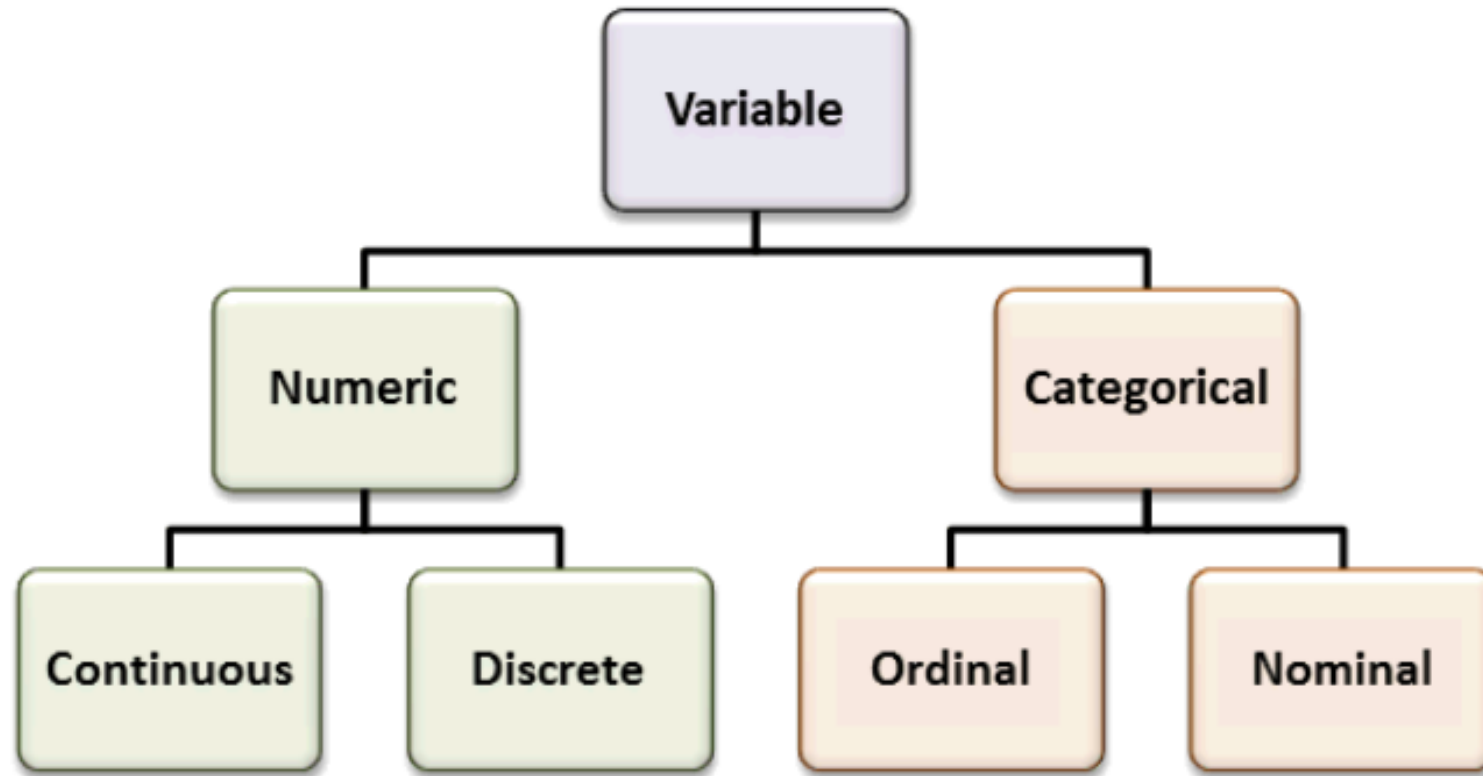 Variable
Numeric
Categorical
Continuous
Discrete
Ordinal
Nominal